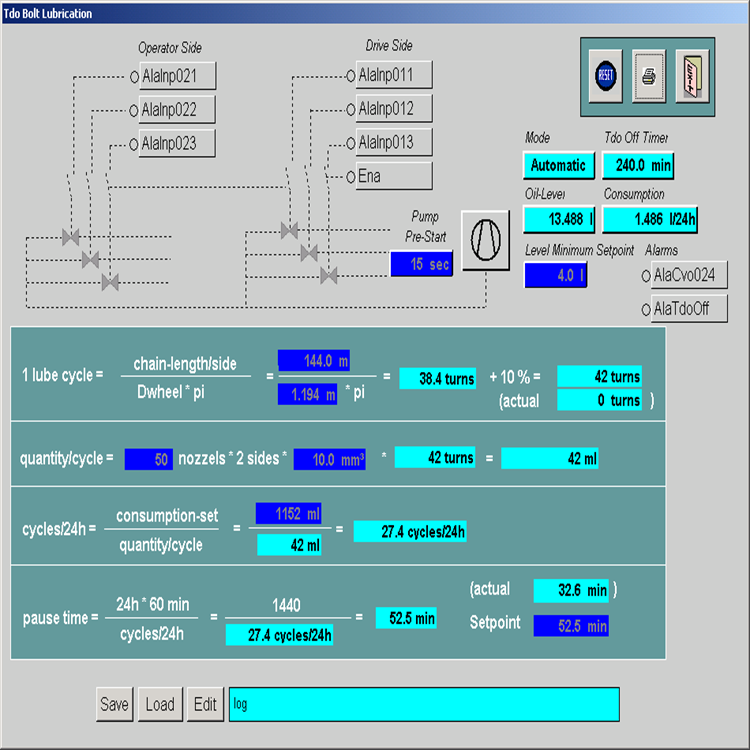 Tdo Bolt Lubrication
Operator Side
Drive Side
AlaInp021
AlaInp011
RESET
EXIT
AlaInp022
AlaInp012
AlaInp023
AlaInp013
Mode
Tdo Off Timer
Automatic
240.0 min
Ena
Oil-Lever
Consumption
Pump
Pre-Start
13.488 l
1.486 l/24h
15 sec
Level Minimum Setpoint
Alarms
4.0 l
AlaCvo024
AlaTdoOff
1 lube cycle = chain-length/side = 144.0 m = 38.4 turns + 10 % = 42 turns
Dwheel * pi 1.194 m * pi (actual 0 turns )
quantity/cycle = 50 nozzels * 2 sides * 10.0 mm³ * 42 turns = 42 ml
cycles/24h = consumption-set = 1152 ml = 27.4 cycles/24h
quantity/cycle 42 ml
pause time = 24h * 60 min = 1440 = 52.5 min (actual 32.6 min )
cycles/24h 27.4 cycles/24h Setpoint 52.5 min
Save Load Edit log